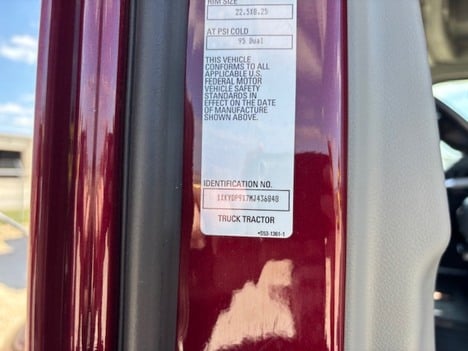 RIM SIZE
22.5X8.25
AT PSI COLD
95 Dual
THIS VEHICLE
CONFORMS TO ALL
APPLICABLE U.S.
FEDERAL MOTOR
VEHICLE SAFETY
STANDARDS IN
EFFECT ON THE DATE
OF MANUFACTURE
SHOWN ABOVE.
IDENTIFICATION NO.
1XKYDP9X7MJ436848
TRUCK TRACTOR